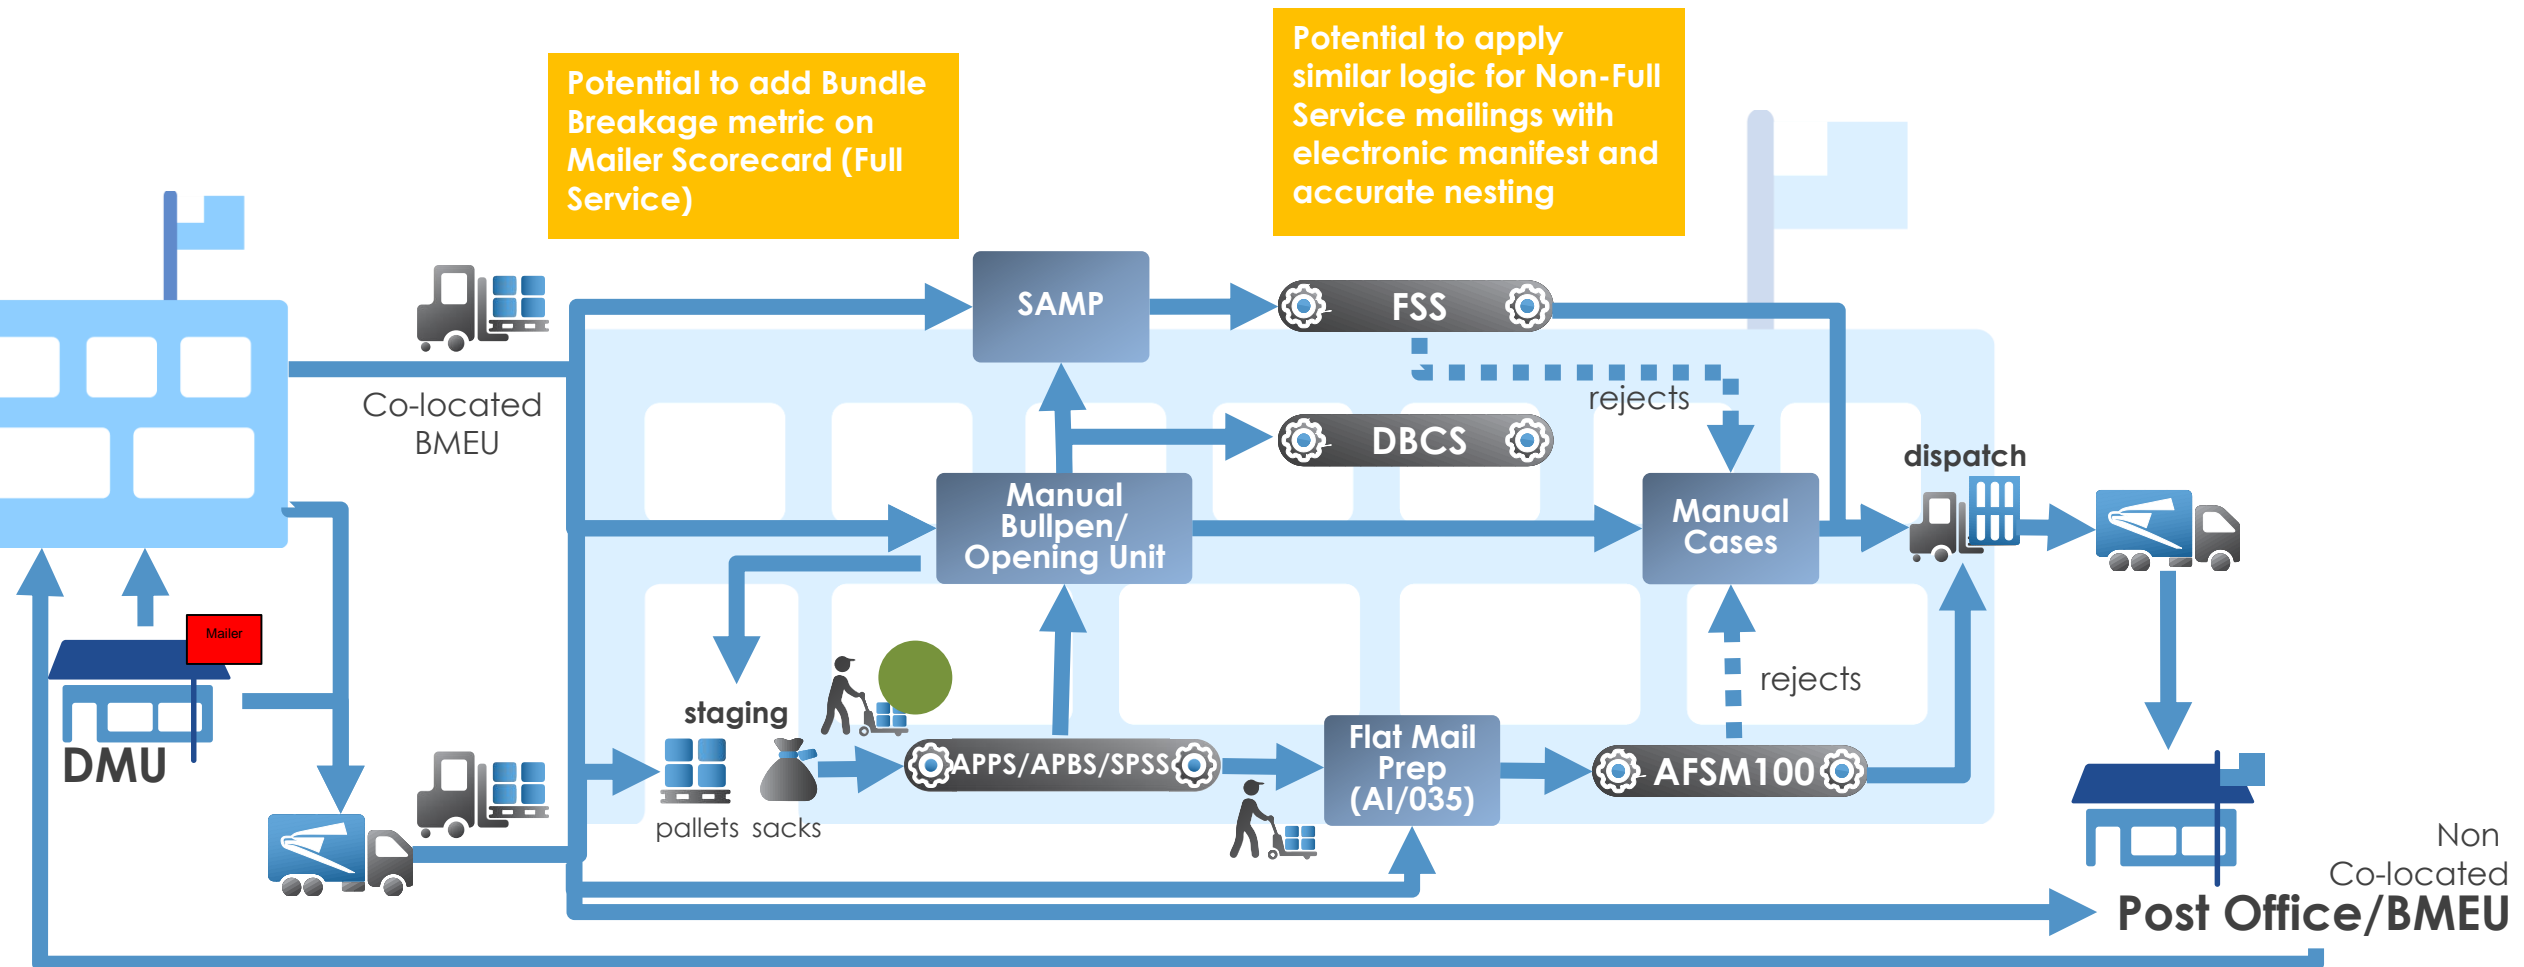 Potential to add Bundle
Breakage metric on
Mailer Scorecard (Full
Service)
Potential to apply
similar logic for Non-Full
Service mailings with
electronic manifest and
accurate nesting
SAMP
FSS
Co-located
BMEU
rejects
DBCS
dispatch
Manual
Bullpen/
Opening Unit
Manual
Cases
Mailer
DMU
staging
pallets sacks
APPS/APBS/SPSS
Flat Mail
Prep
(AI/035)
rejects
AFSM100
Non
Co-located
Post Office/BMEU